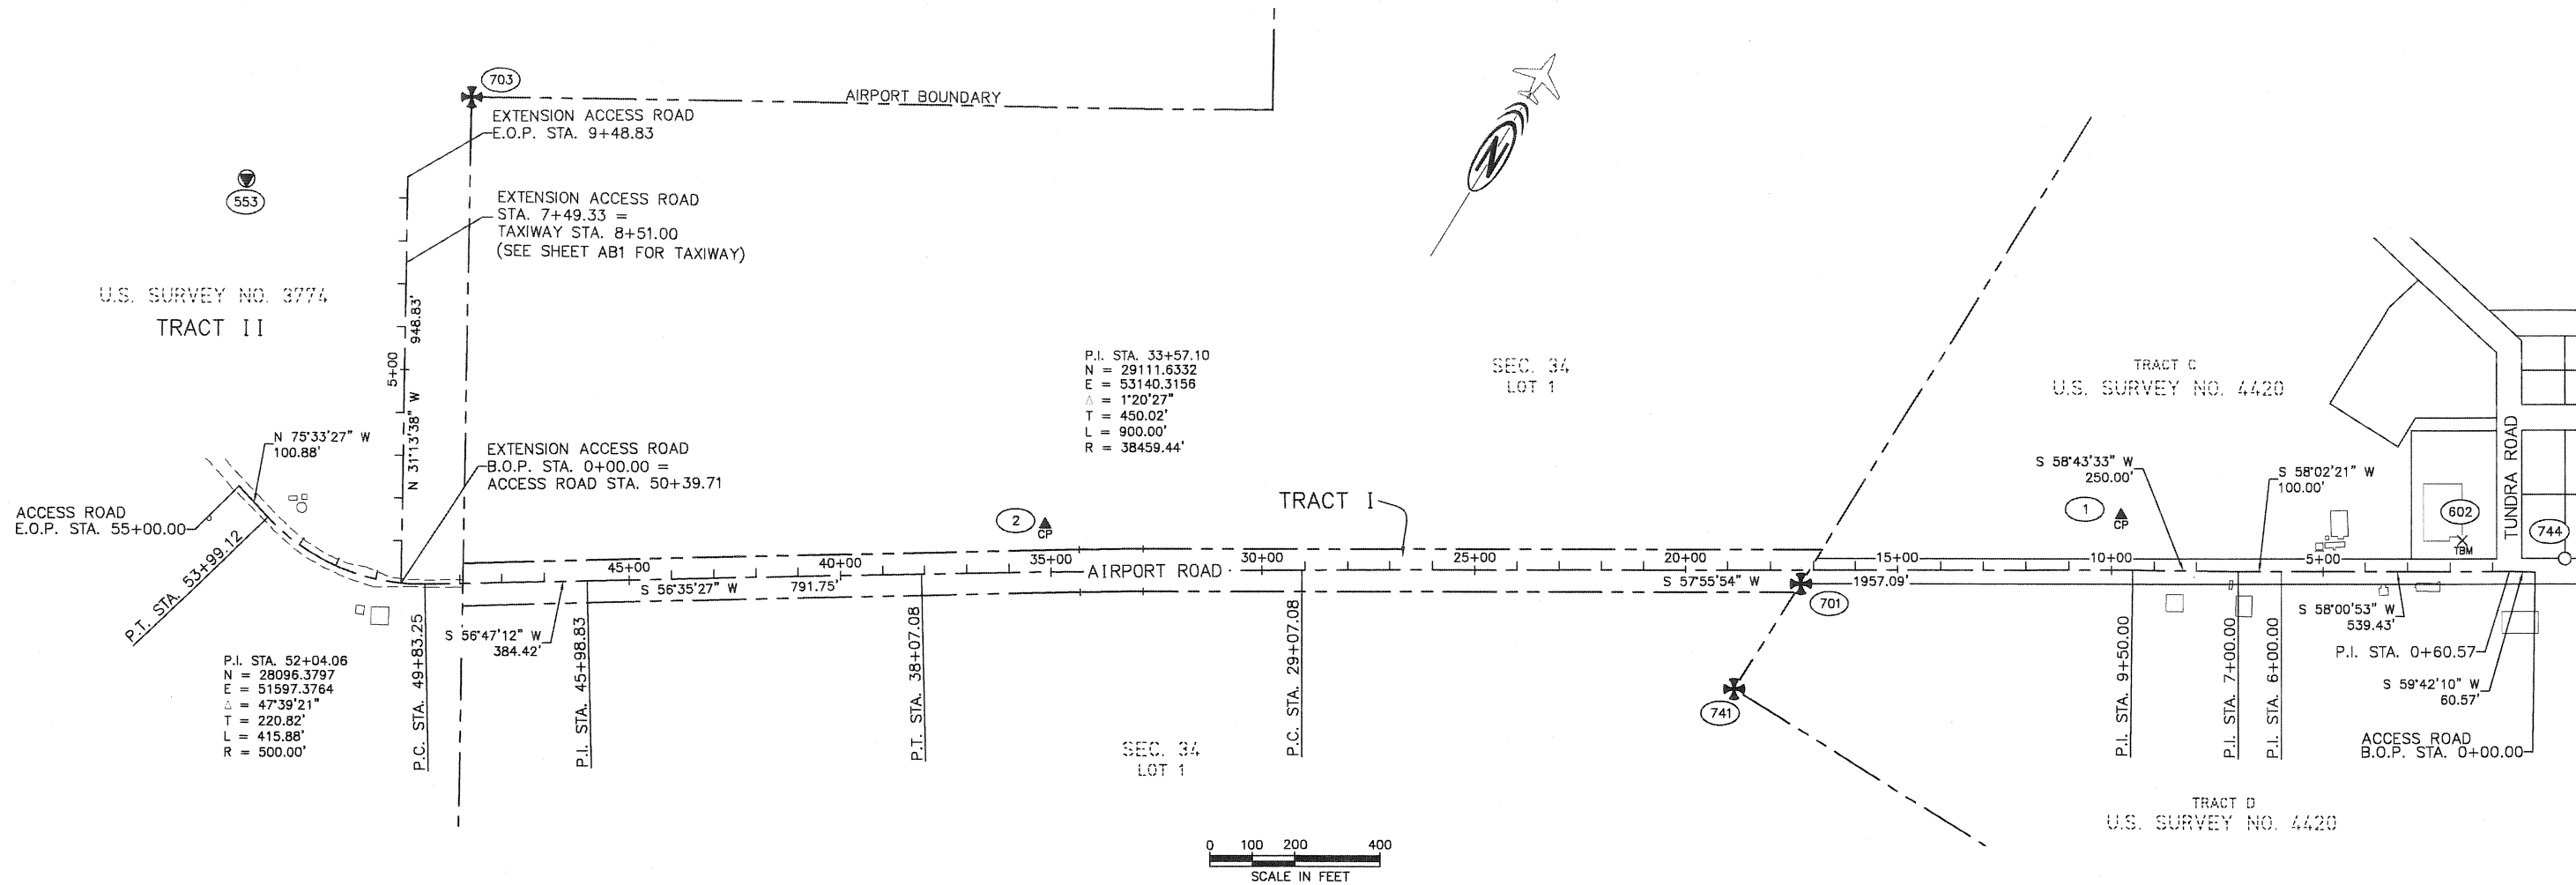 703
AIRPORT BOUNDARY
EXTENSION ACCESS ROAD
E.O.P. STA. 9+48.83
553
EXTENSION ACCESS ROAD
STA. 7+49.33 =
TAXIWAY STA. 8+51.00
(SEE SHEET AB1 FOR TAXIWAY)
N
U.S. SURVEY NO. 3774
TRACT II
948.83'
5+00
N 31°13'38" W
P.I. STA. 33+57.10
N = 29111.6332
E = 53140.3156
Δ = 1°20'27"
T = 450.02'
L = 900.00'
R = 38459.44'
SEC. 34
LOT 1
TRACT C
U.S. SURVEY NO. 4420
N 75°33'27" W
100.88'
EXTENSION ACCESS ROAD
B.O.P. STA. 0+00.00 =
ACCESS ROAD STA. 50+39.71
TRACT I
S 58°43'33" W
250.00'
S 58°02'21" W
100.00'
TUNDRA ROAD
ACCESS ROAD
E.O.P. STA. 55+00.00
2
CP
1
CP
602
TBM
744
P.T. STA. 53+99.12
45+00
40+00
35+00
30+00
25+00
20+00
15+00
10+00
5+00
AIRPORT ROAD
S 56°35'27" W
791.75'
S 57°55'54" W
1957.09'
701
S 56°47'12" W
384.42'
S 58°00'53" W
539.43'
P.I. STA. 0+60.57
S 59°42'10" W
60.57'
P.I. STA. 52+04.06
N = 28096.3797
E = 51597.3764
Δ = 47°39'21"
T = 220.82'
L = 415.88'
R = 500.00'
P.C. STA. 49+83.25
P.I. STA. 45+98.83
P.T. STA. 38+07.08
P.C. STA. 29+07.08
741
P.I. STA. 9+50.00
P.I. STA. 7+00.00
P.I. STA. 6+00.00
ACCESS ROAD
B.O.P. STA. 0+00.00
SEC. 34
LOT 1
TRACT D
U.S. SURVEY NO. 4420
0 100 200 400
SCALE IN FEET